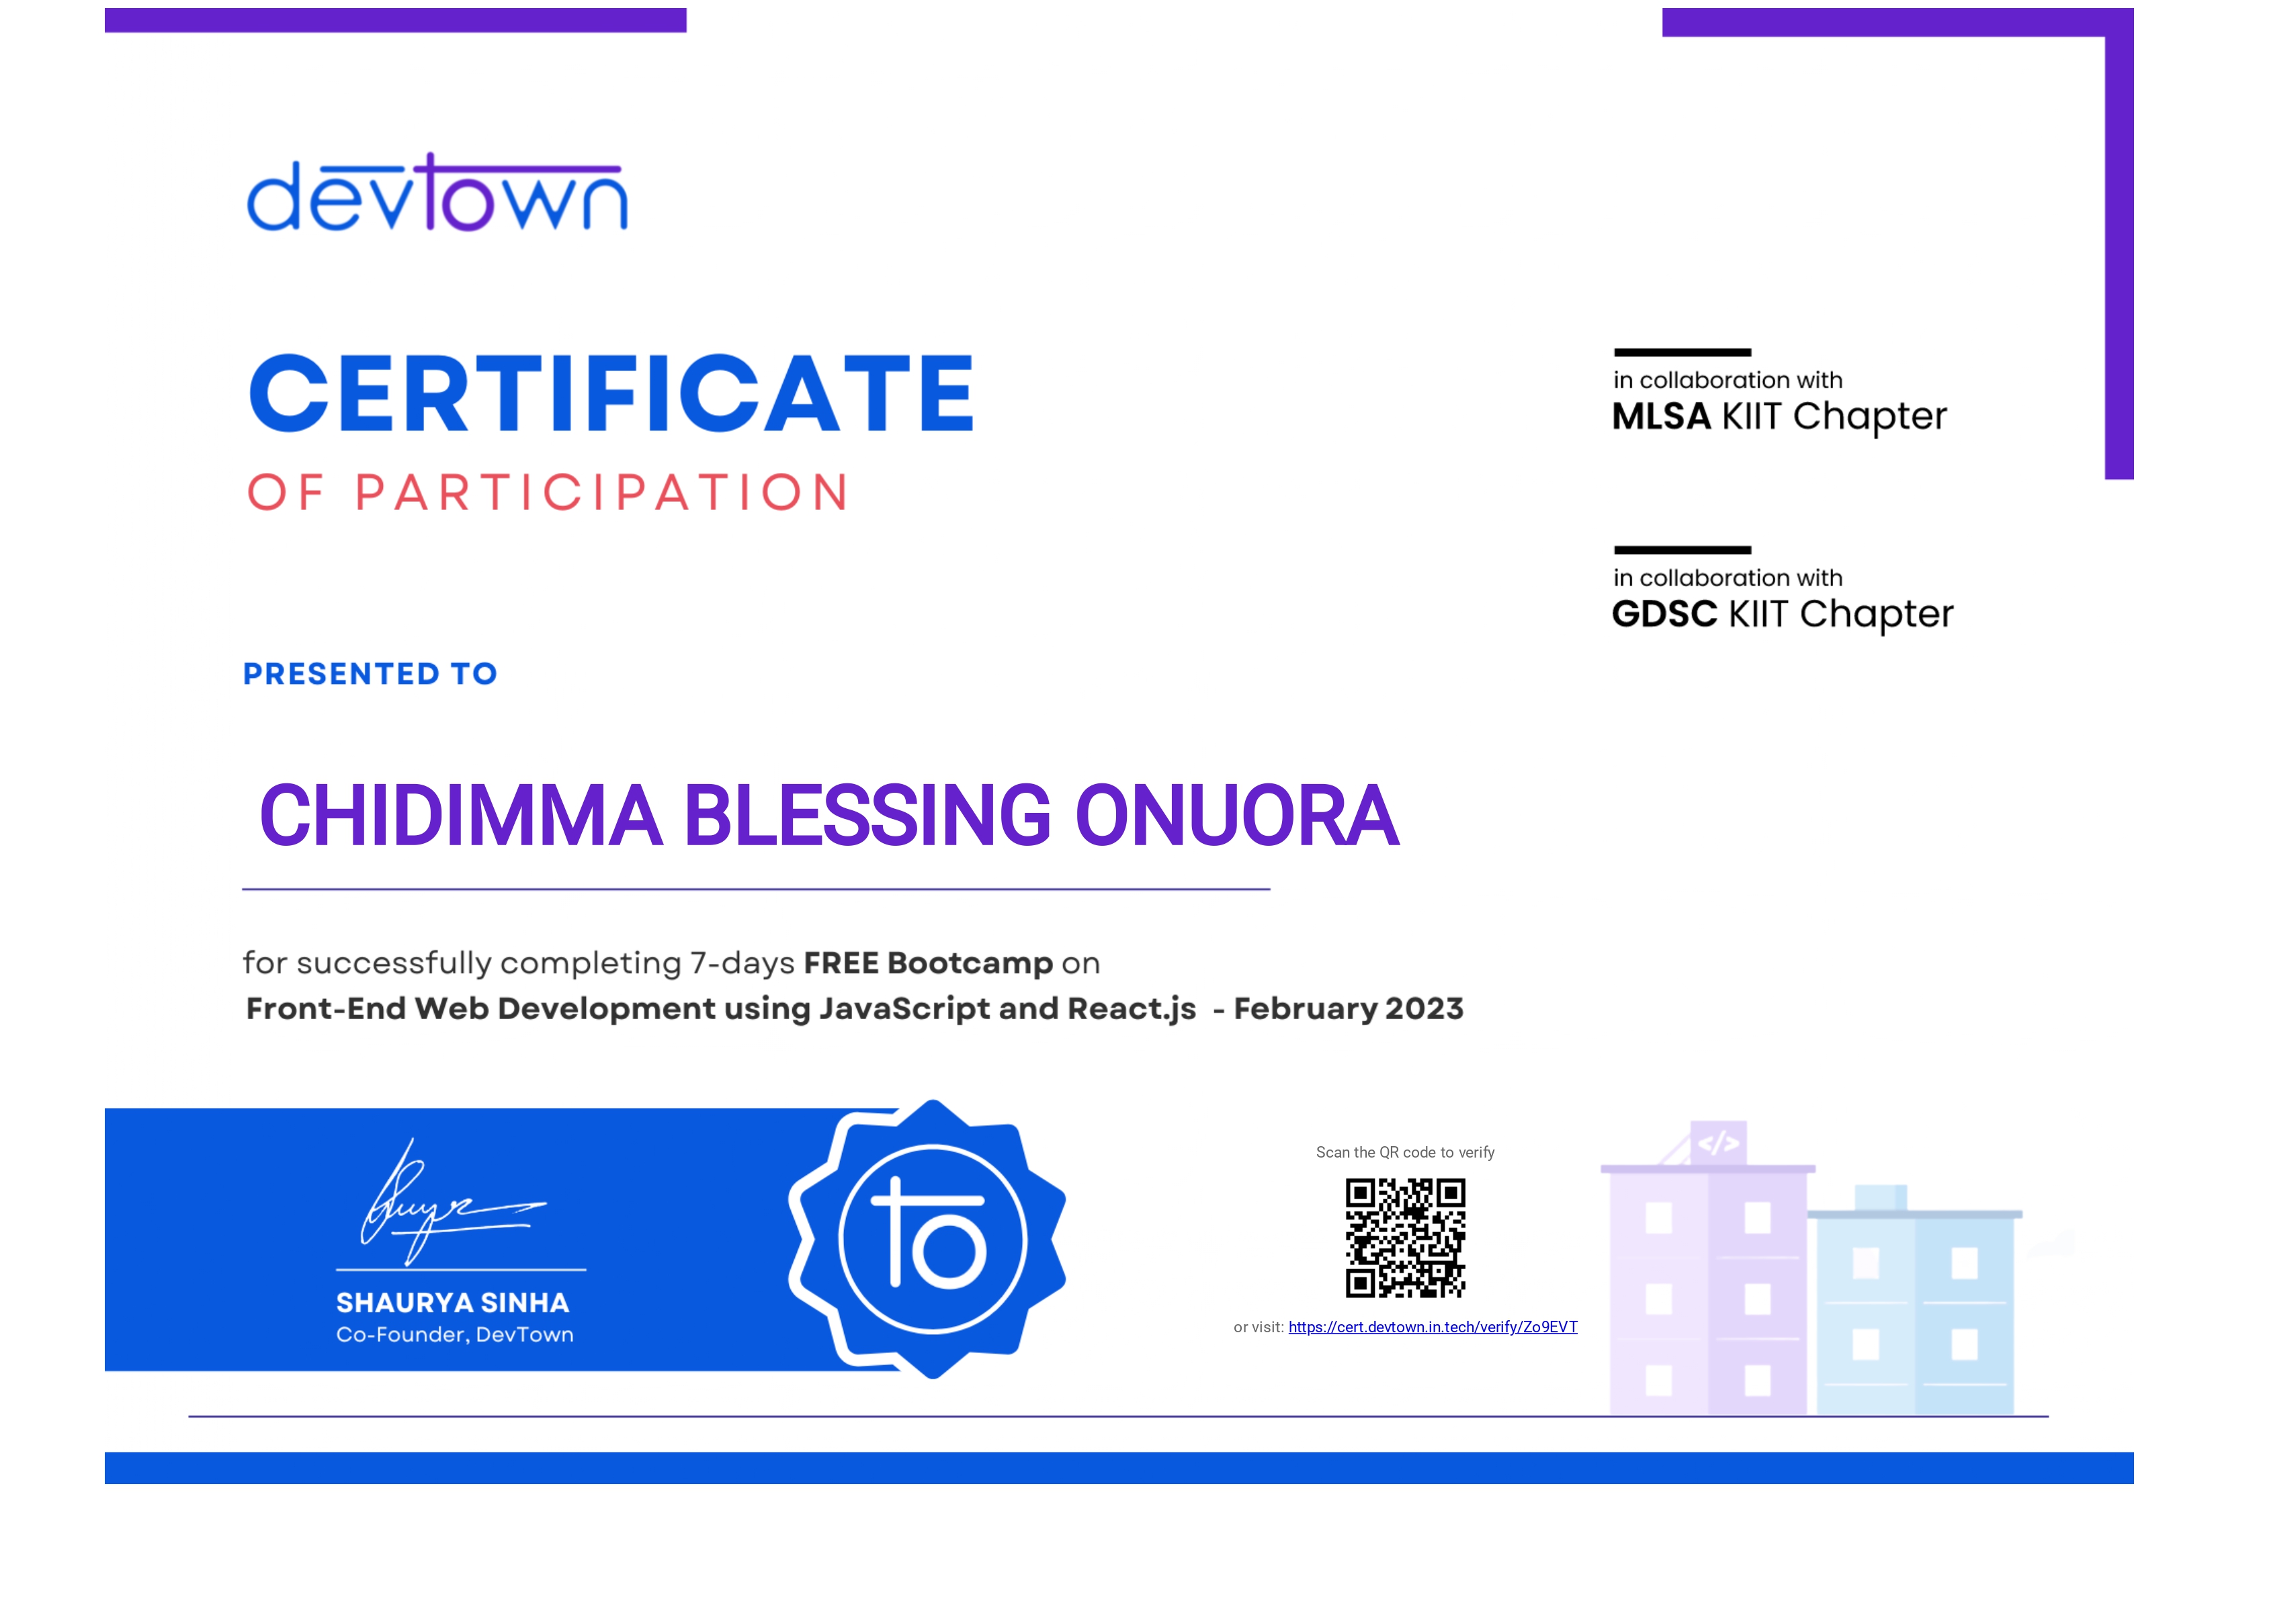 devtown
CERTIFICATE
OF PARTICIPATION
in collaboration with
MLSA KIIT Chapter
in collaboration with
GDSC KIIT Chapter
PRESENTED TO
CHIDIMMA BLESSING ONUORA
for successfully completing 7-days FREE Bootcamp on
Front-End Web Development using JavaScript and React.js - February 2023
SHAURYA SINHA
Co-Founder, DevTown
to
Scan the QR code to verify
or visit: https://cert.devtown.in.tech/verify/Zo9EVT
</>